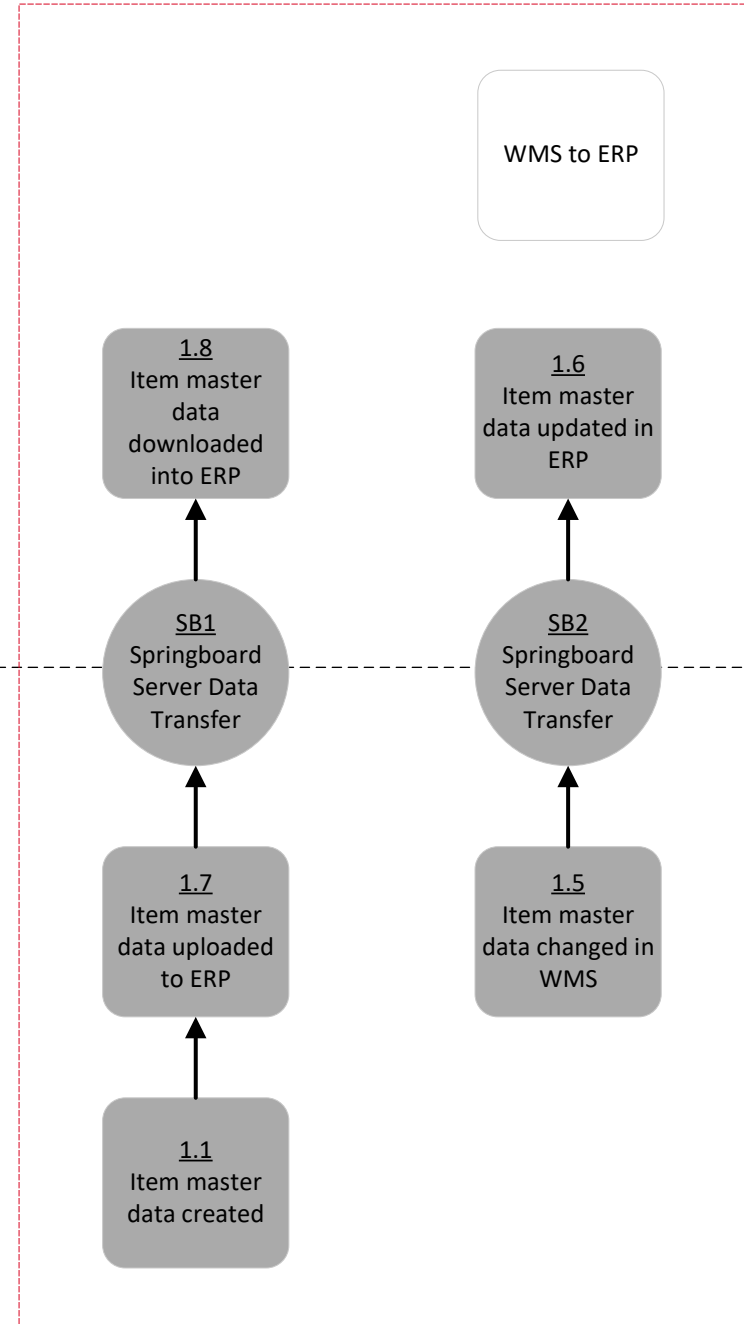 WMS to ERP
1.8
Item master
data
downloaded
into ERP
1.6
Item master
data updated in
ERP
SB1
Springboard
Server Data
Transfer
SB2
Springboard
Server Data
Transfer
1.7
Item master
data uploaded
to ERP
1.5
Item master
data changed in
WMS
1.1
Item master
data created